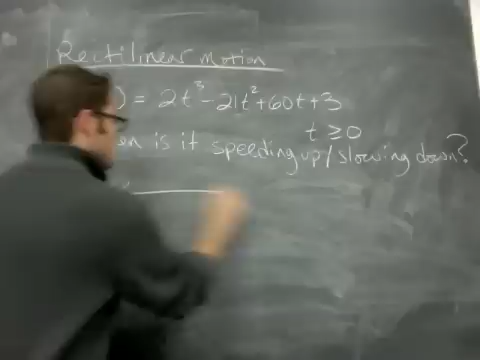 Rectilinear motion
) = 2t³ - 21t² + 60t + 3
t ≥ 0
en is it speeding up/slowing down?